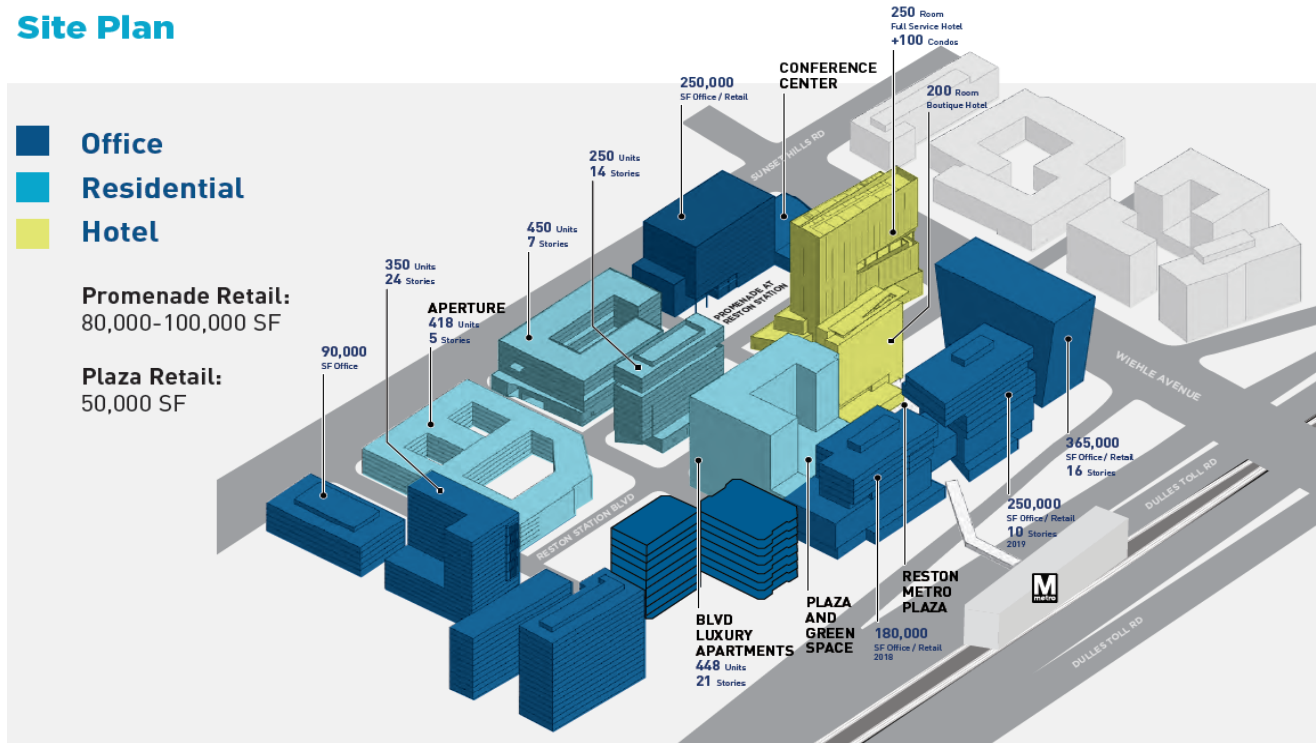 Site Plan
Office
Residential
Hotel
Promenade Retail:
80,000-100,000 SF
Plaza Retail:
50,000 SF
250 Room
Full Service Hotel
+100 Condos
CONFERENCE
CENTER
250,000
SF Office / Retail
200 Room
Boutique Hotel
SUNSET HILLS RD
250 Units
14 Stories
450 Units
7 Stories
350 Units
24 Stories
APERTURE
418 Units
5 Stories
90,000
SF Office
PROMENADE AT
RESTON STATION
WIEHLE AVENUE
365,000
SF Office / Retail
16 Stories
250,000
SF Office / Retail
10 Stories
2019
DULLES TOLL RD
RESTON STATION BLVD
BLVD
LUXURY
APARTMENTS
448 Units
21 Stories
PLAZA
AND
GREEN
SPACE
180,000
SF Office / Retail
2018
RESTON
METRO
PLAZA
M
metro
DULLES TOLL RD